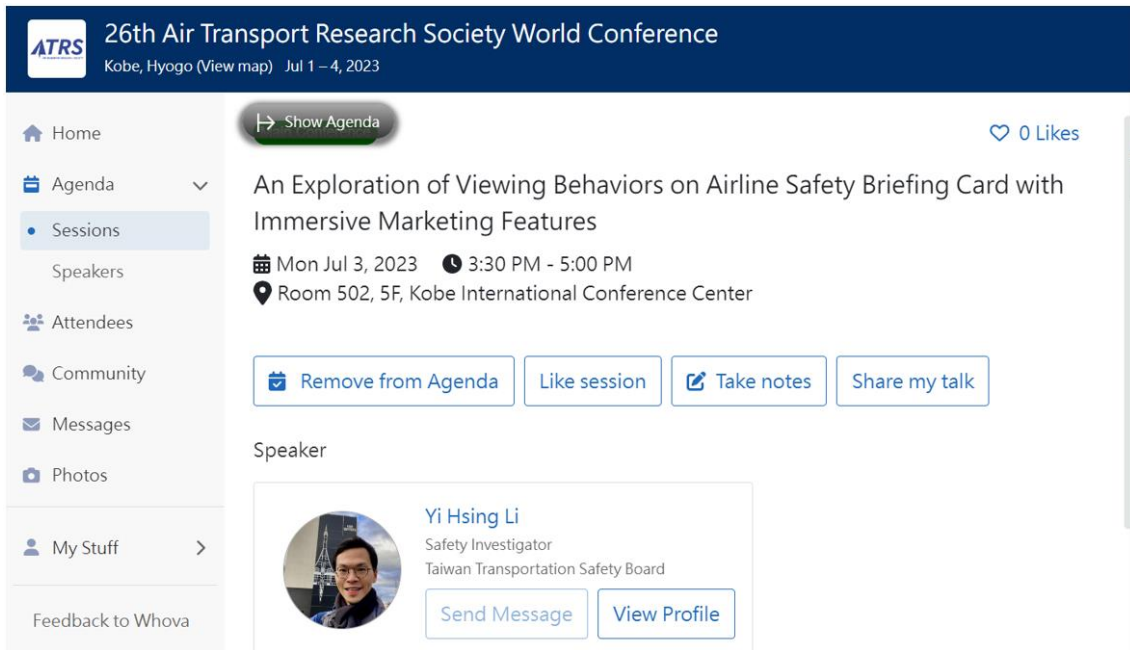 ATRS
26th Air Transport Research Society World Conference
Kobe, Hyogo (View map) Jul 1 – 4, 2023
Home
Agenda
Sessions
Speakers
Attendees
Community
Messages
Photos
My Stuff
Feedback to Whova
Show Agenda
0 Likes
An Exploration of Viewing Behaviors on Airline Safety Briefing Card with
Immersive Marketing Features
Mon Jul 3, 2023 3:30 PM - 5:00 PM
Room 502, 5F, Kobe International Conference Center
Remove from Agenda
Like session
Take notes
Share my talk
Speaker
Yi Hsing Li
Safety Investigator
Taiwan Transportation Safety Board
Send Message
View Profile